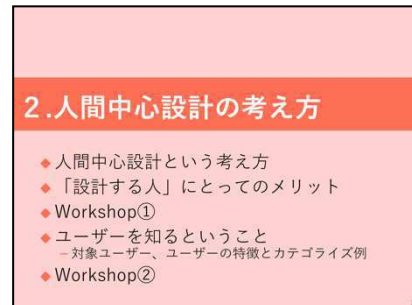 2.人間中心設計の考え方
◆人間中心設計という考え方
◆「設計する人」にとってのメリット
◆Workshop①
◆ユーザーを知るということ
－対象ユーザー、ユーザーの特徴とカテゴライズ例
◆Workshop②